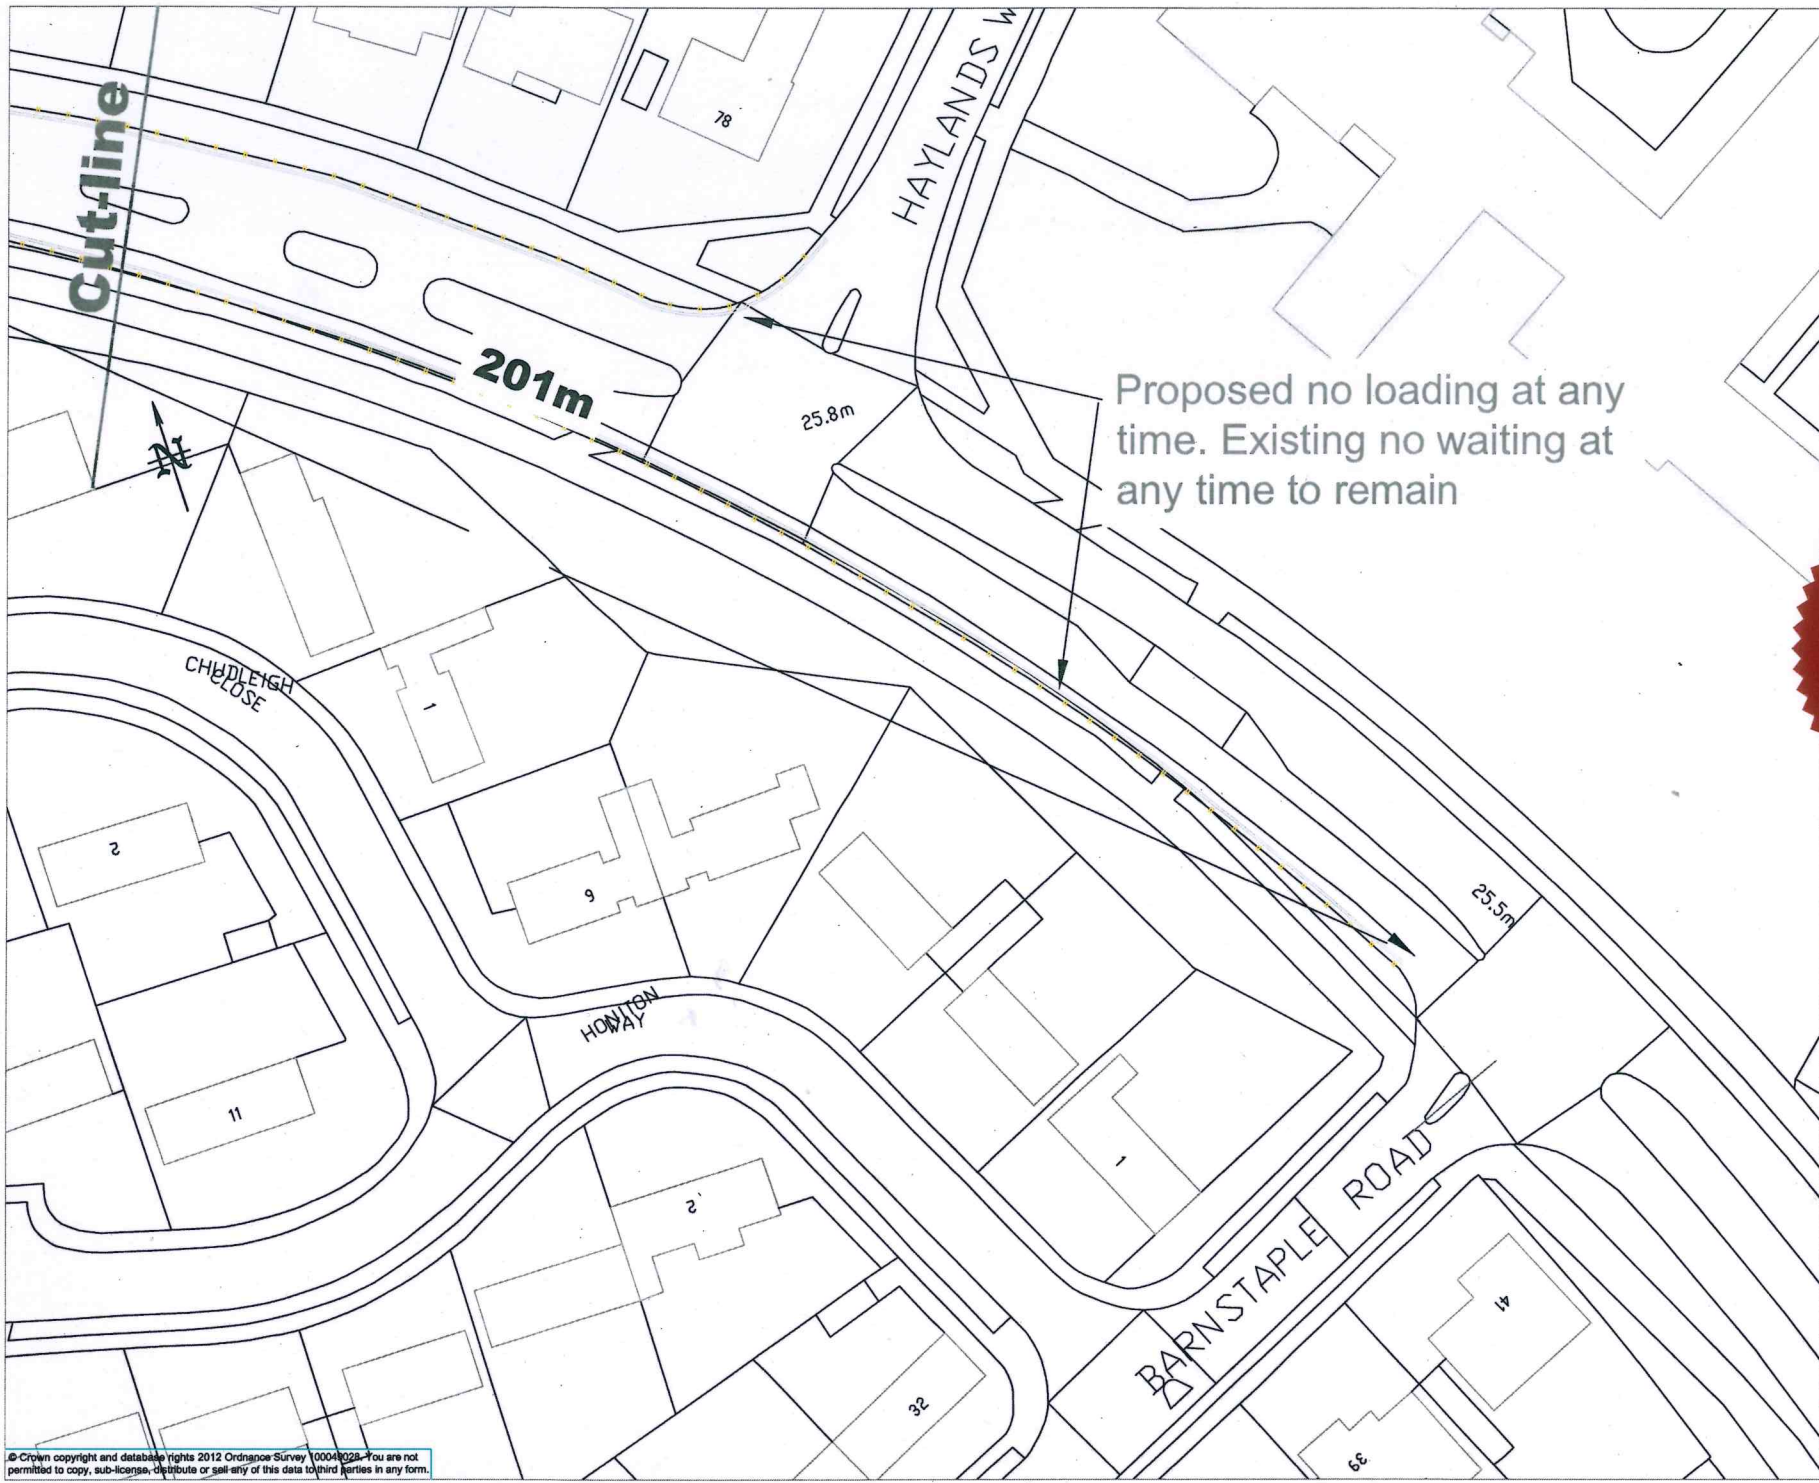 HAYLANDS W
78
Cut-line
201m
25.8m
Proposed no loading at any
time. Existing no waiting at
any time to remain
N
CHUDLEIGH
CLOSE
1
2
9
25.5m
HONITON
WAY
11
1
2
BARNSTAPLE ROAD
41
32
39
© Crown copyright and database rights 2012 Ordnance Survey 100049028. You are not
permitted to copy, sub-license, distribute or sell any of this data to third parties in any form.